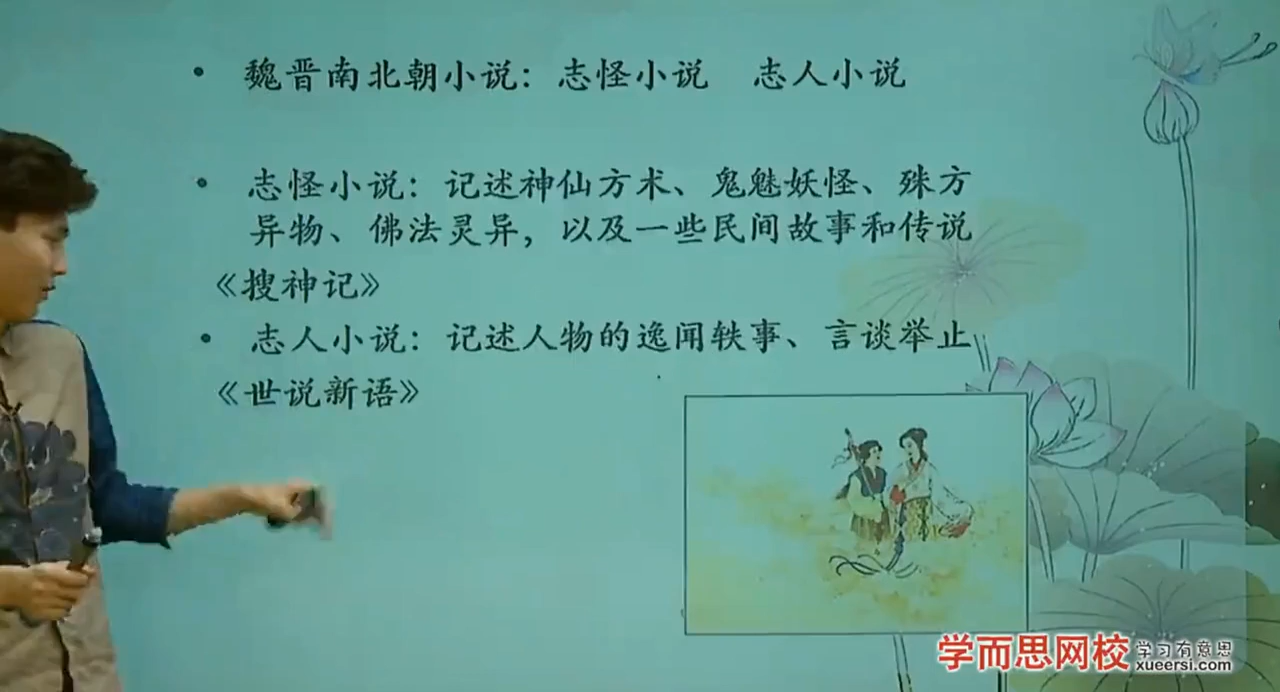 • 魏晋南北朝小说：志怪小说 志人小说
• 志怪小说：记述神仙方术、鬼魅妖怪、殊方
异物、佛法灵异，以及一些民间故事和传说
《搜神记》
• 志人小说：记述人物的逸闻轶事、言谈举止
《世说新语》
学而思网校 学习有意思
xueersi.com